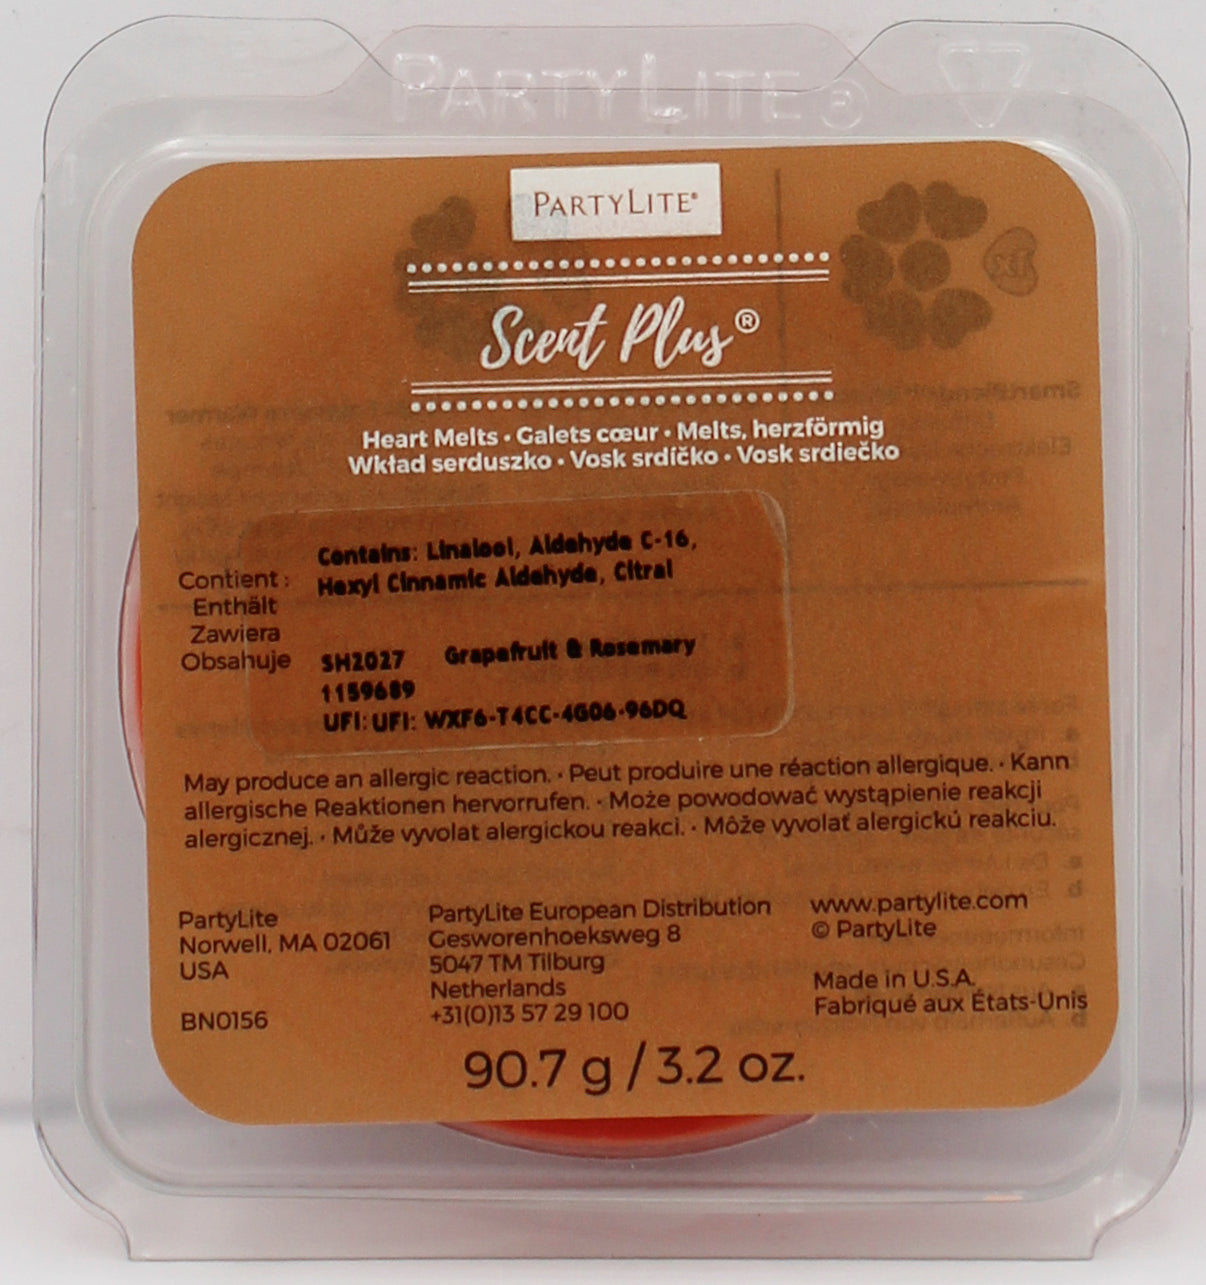 PARTYLITE®
PARTYLITE®
Scent Plus®
Heart Melts • Galets cœur • Melts, herzförmig
Wkład serduszko • Vosk srdíčko • Vosk srdiečko
Contient :
Enthält
Zawiera
Obsahuje
Contains: Linalool, Aldehyde C-16,
Hexyl Cinnamic Aldehyde, Citral
SH2027 Grapefruit & Rosemary
1159689
UFI: UFI: WXF6-T4CC-4G06-96DQ
May produce an allergic reaction. • Peut produire une réaction allergique. • Kann
allergische Reaktionen hervorrufen. • Może powodować wystąpienie reakcji
alergicznej. • Může vyvolat alergickou reakci. • Môže vyvolať alergickú reakciu.
PartyLite
Norwell, MA 02061
USA
BN0156
PartyLite European Distribution
Gesworenhoeksweg 8
5047 TM Tilburg
Netherlands
+31(0)13 57 29 100
www.partylite.com
© PartyLite
Made in U.S.A.
Fabriqué aux États-Unis
90.7 g / 3.2 oz.